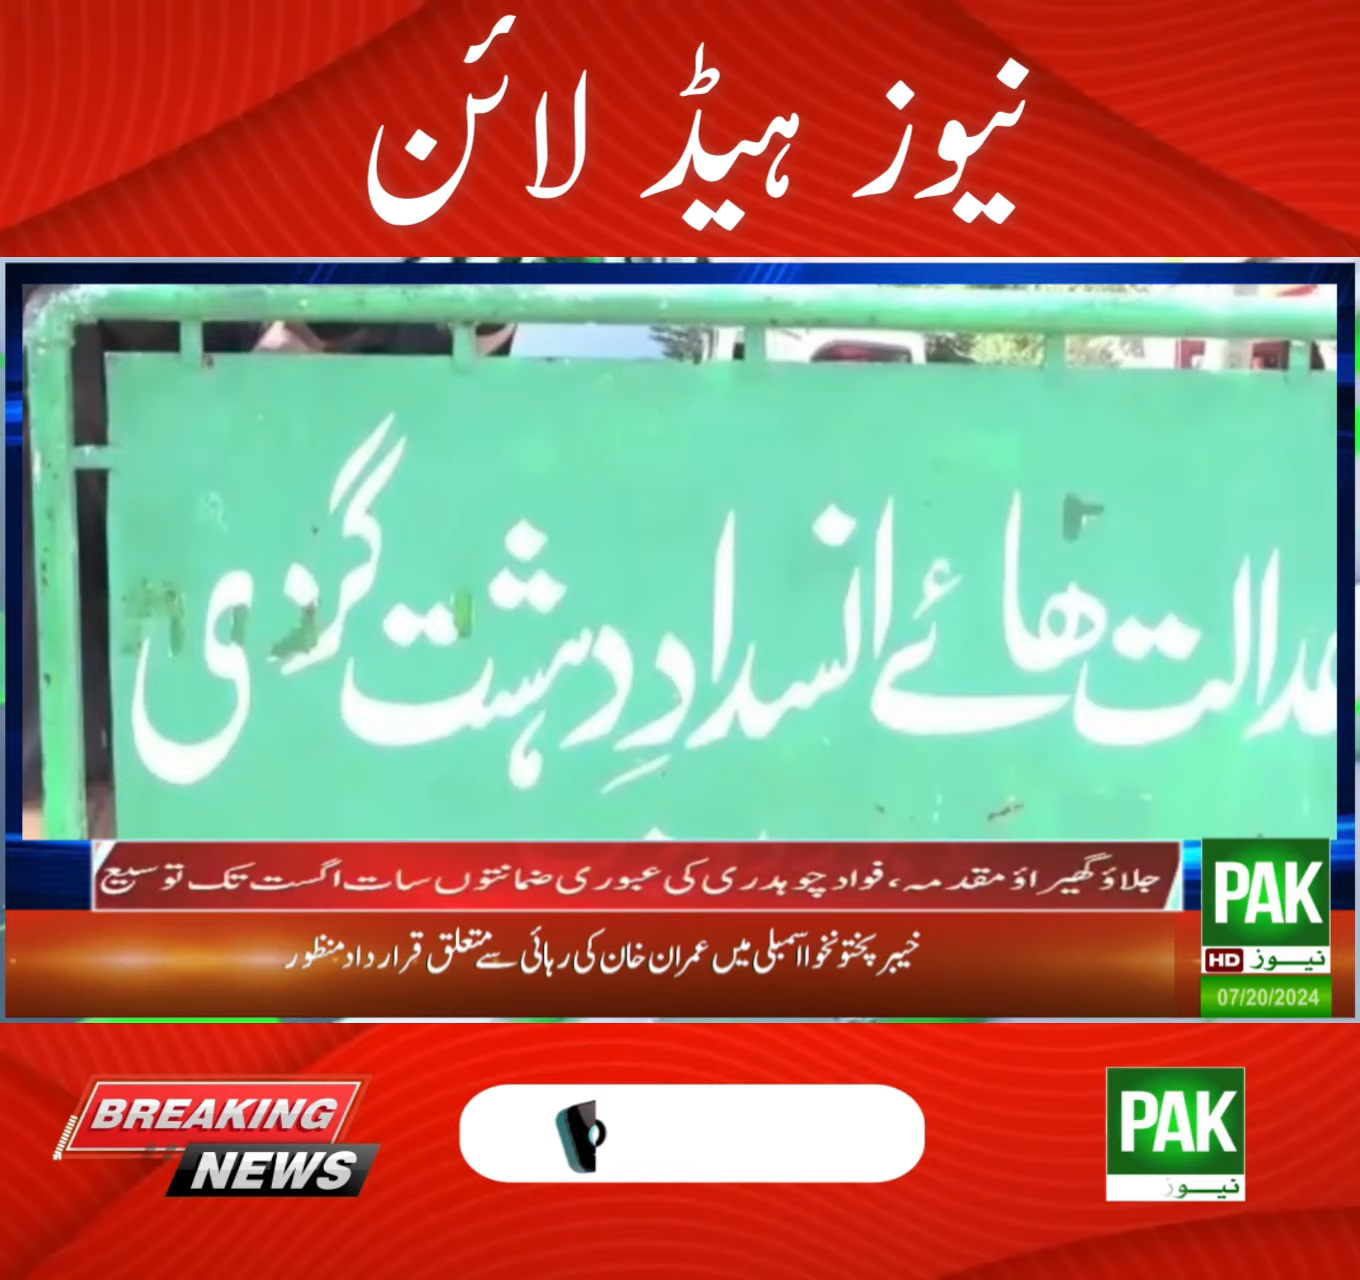 نیوز ہیڈ لائن
عدالت ھائے انسدادِ دہشت گردی
جلاؤ گھیراؤ مقدمہ، فواد چوہدری کی عبوری ضمانتوں سات اگست تک توسیع
خیبر پختونخوا اسمبلی میں عمران خان کی رہائی سے متعلق قرارداد منظور
PAK
نیوز HD
07/20/2024
BREAKING
NEWS
PAK
نیوز